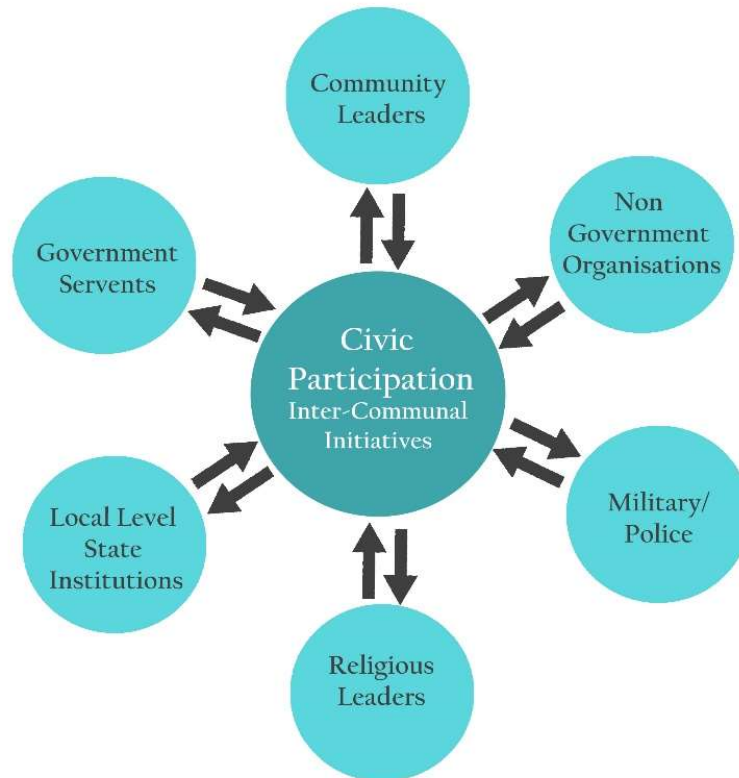 Community
Leaders
Non
Government
Organisations
Government
Servents
Civic
Participation
Inter-Communal
Initiatives
Military/
Police
Local Level
State
Institutions
Religious
Leaders